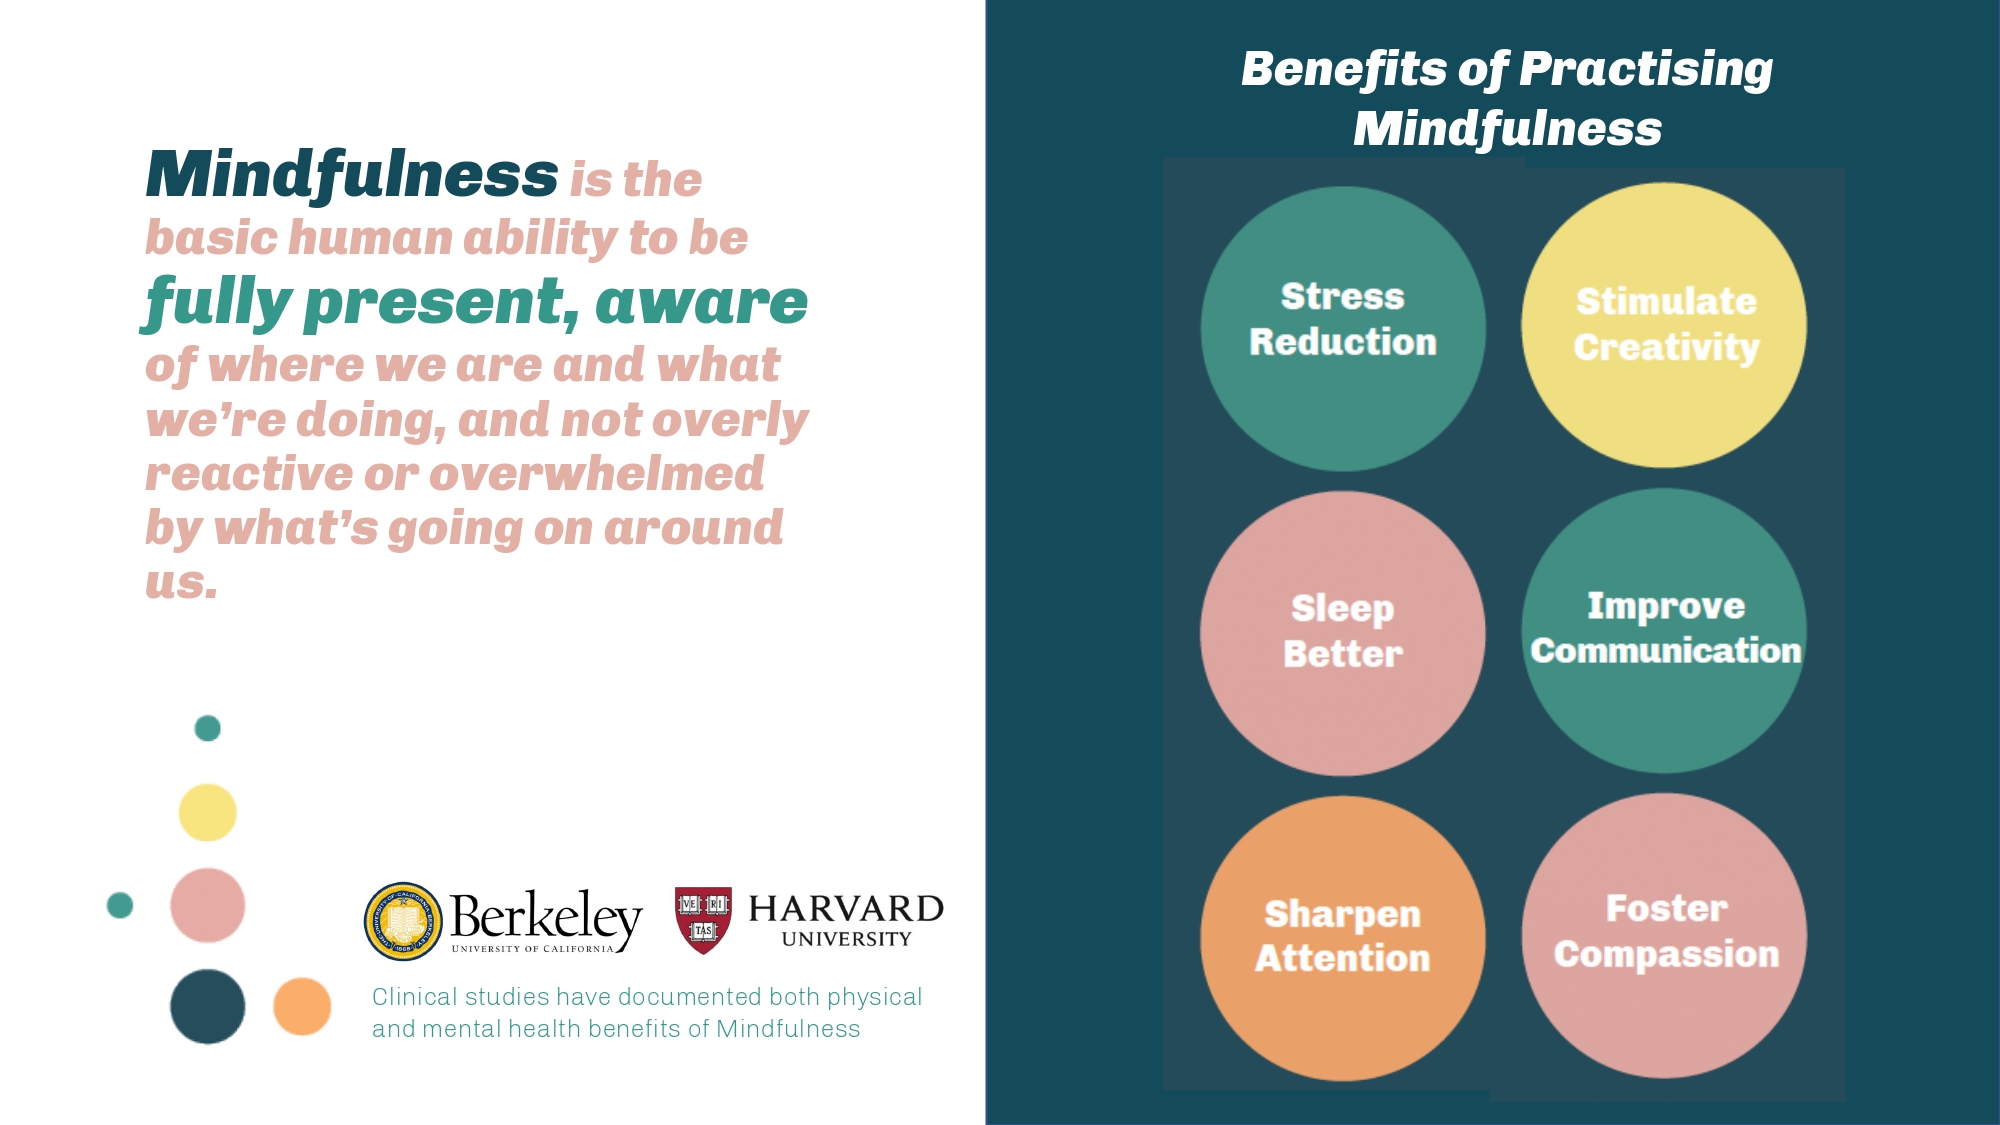 Mindfulness is the
basic human ability to be
fully present, aware
of where we are and what
we’re doing, and not overly
reactive or overwhelmed
by what’s going on around
us.
Berkeley
UNIVERSITY OF CALIFORNIA
VE RI
TAS
HARVARD
UNIVERSITY
Clinical studies have documented both physical
and mental health benefits of Mindfulness
Benefits of Practising
Mindfulness
Stress
Reduction
Stimulate
Creativity
Sleep
Better
Improve
Communication
Sharpen
Attention
Foster
Compassion